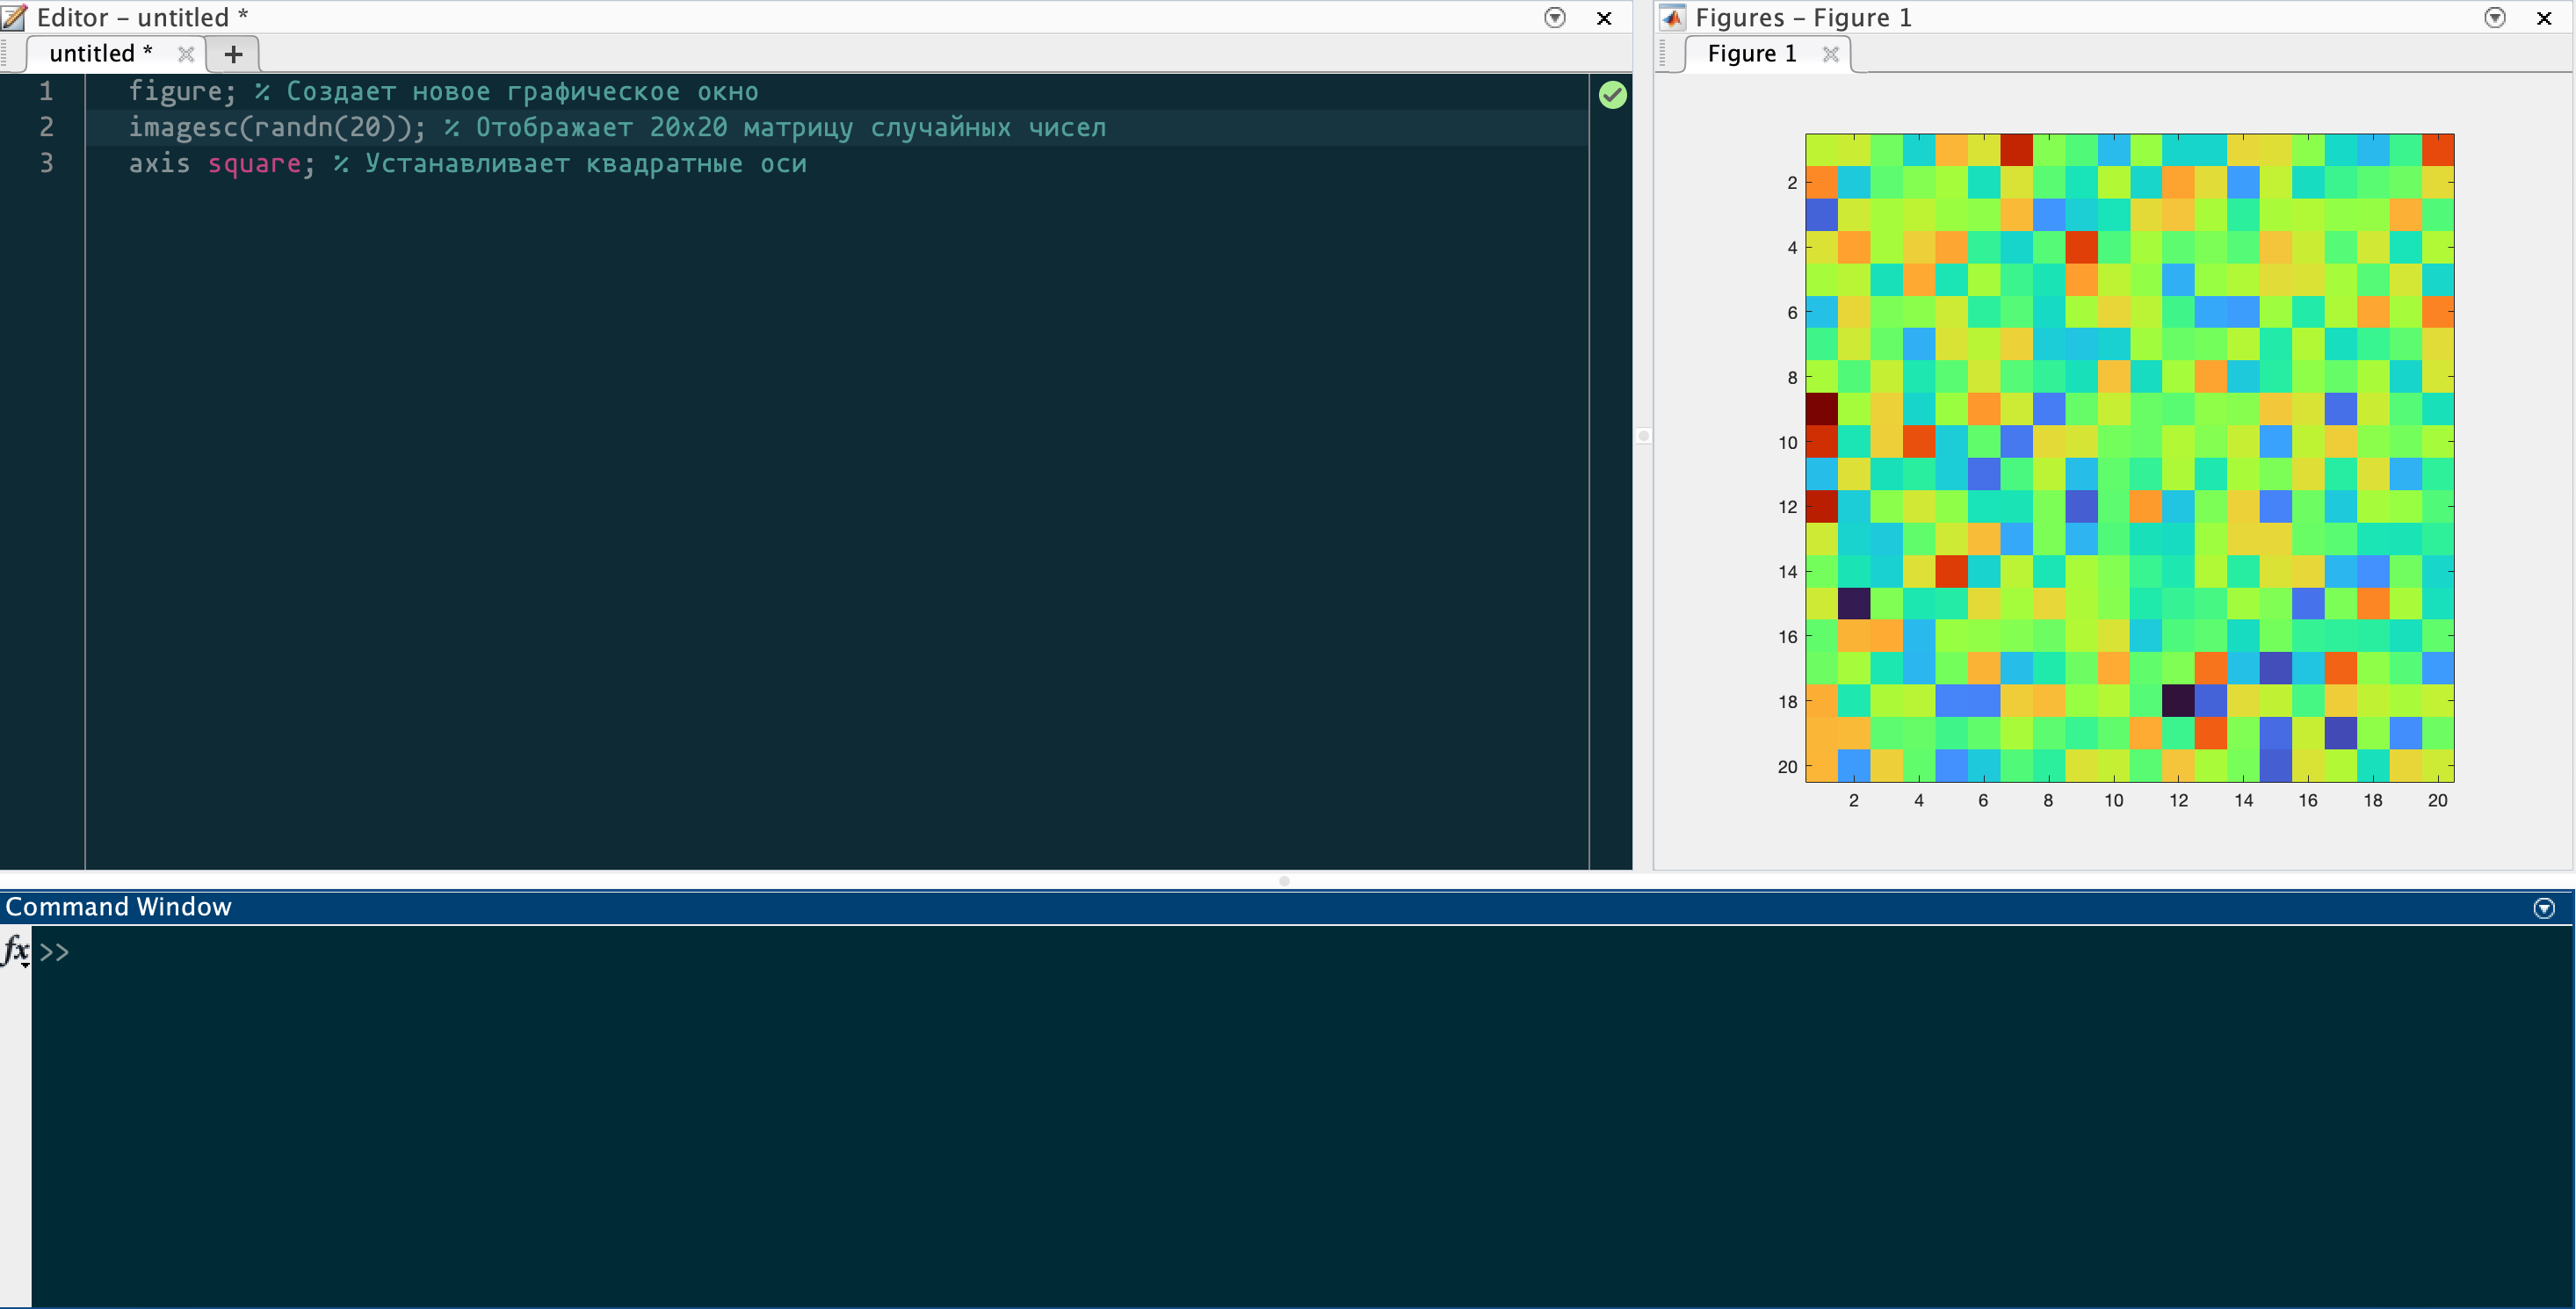 Editor – untitled *
untitled *
+
1 figure; % Создает новое графическое окно
2 imagesc(randn(20)); % Отображает 20x20 матрицу случайных чисел
3 axis square; % Устанавливает квадратные оси
Figures – Figure 1
Figure 1
2
4
6
8
10
12
14
16
18
20
2 4 6 8 10 12 14 16 18 20
Command Window
fx >>